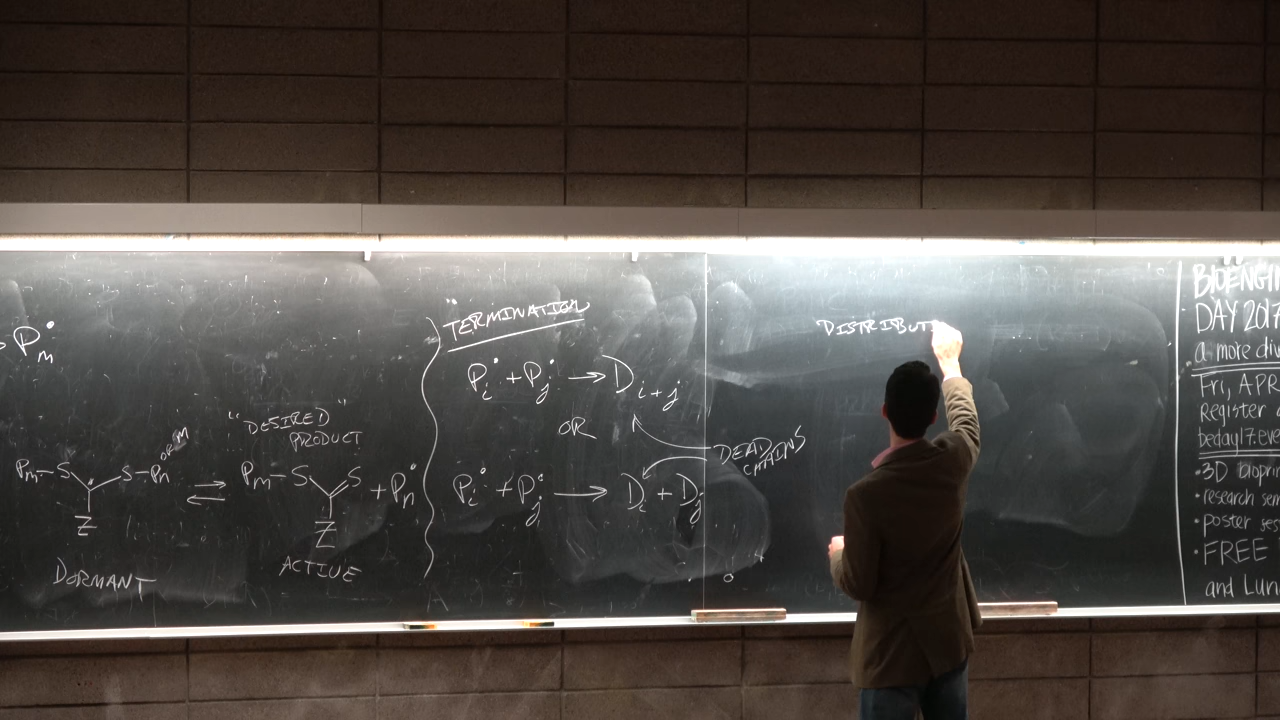 → Pm•
"DESIRED"
PRODUCT
Pm-S S-Pn OR M ⇌ Pm-S S + Pn•
Z Z
DORMANT ACTIVE
TERMINATION
Pi• + Pj• → Di+j
OR
DEAD
CHAINS
Pi• + Pj• → Di + Dj
DISTRIBUTI
BIOENGI
DAY 2017
a more div
Fri, APR
Register
beday17.eve
•3D bioprin
•research sem
•poster ses
•FREE
and Lun